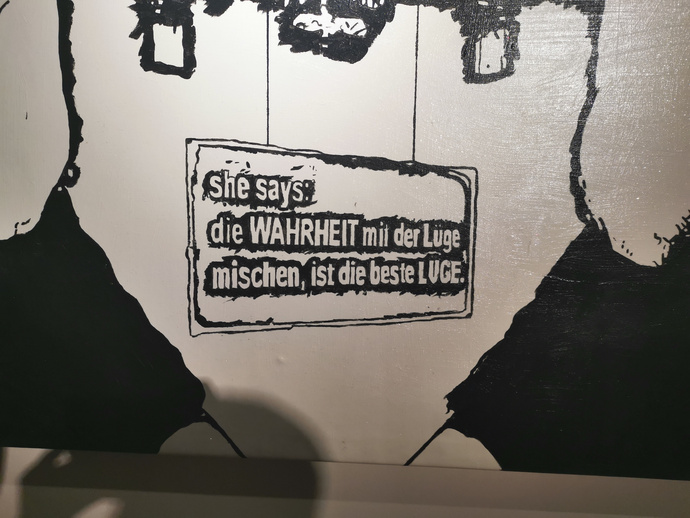 she says:
die WAHRHEIT mit der Lüge
mischen, ist die beste LÜGE.